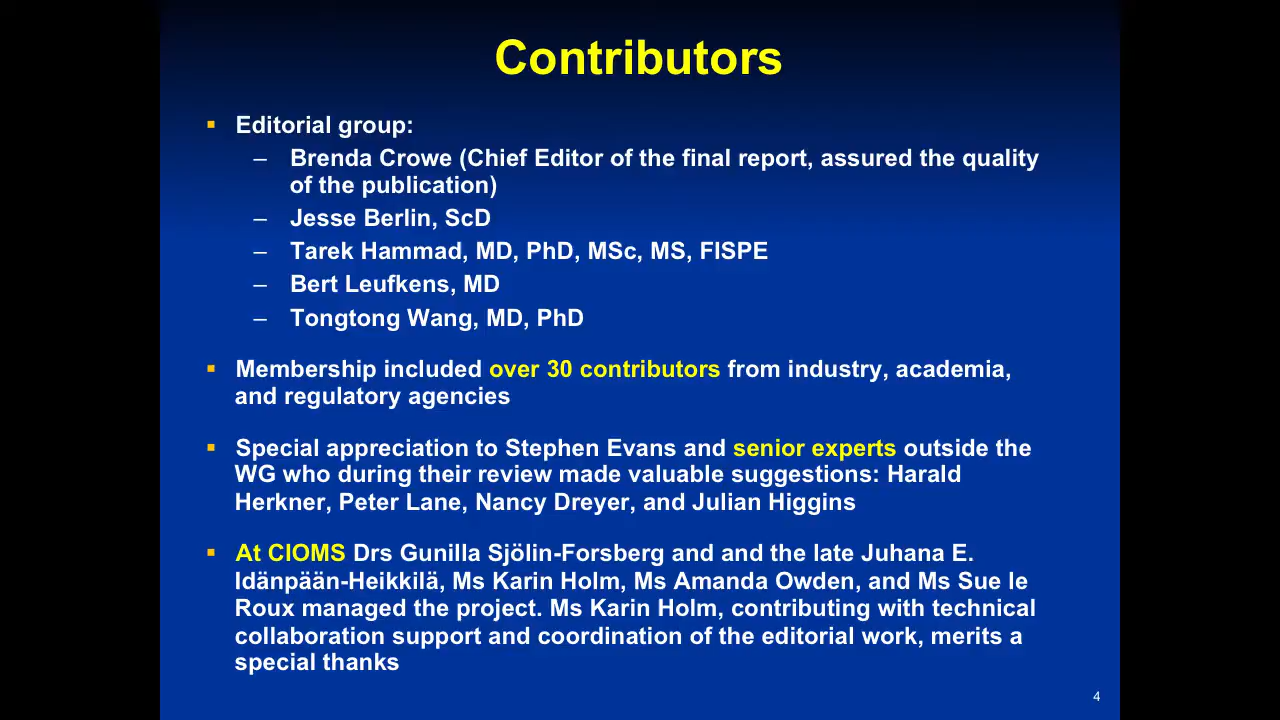 Contributors
▪ Editorial group:
– Brenda Crowe (Chief Editor of the final report, assured the quality
of the publication)
– Jesse Berlin, ScD
– Tarek Hammad, MD, PhD, MSc, MS, FISPE
– Bert Leufkens, MD
– Tongtong Wang, MD, PhD
▪ Membership included over 30 contributors from industry, academia,
and regulatory agencies
▪ Special appreciation to Stephen Evans and senior experts outside the
WG who during their review made valuable suggestions: Harald
Herkner, Peter Lane, Nancy Dreyer, and Julian Higgins
▪ At CIOMS Drs Gunilla Sjölin-Forsberg and and the late Juhana E.
Idänpään-Heikkilä, Ms Karin Holm, Ms Amanda Owden, and Ms Sue le
Roux managed the project. Ms Karin Holm, contributing with technical
collaboration support and coordination of the editorial work, merits a
special thanks
4